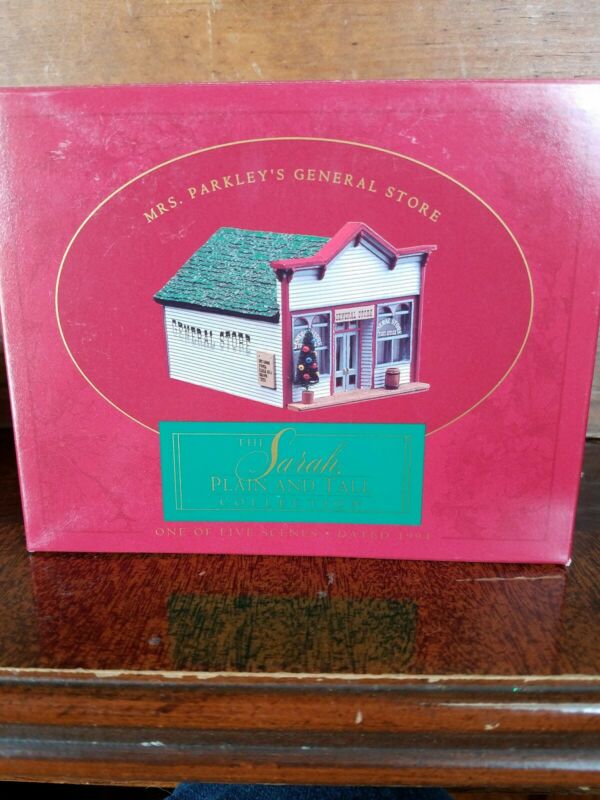 MRS. PARKLEY'S GENERAL STORE
GENERAL STORE
GENERAL STORE
THE
Sarah,
PLAIN AND TALL
COLLECTION
ONE OF FIVE SCENES • DATED 1994